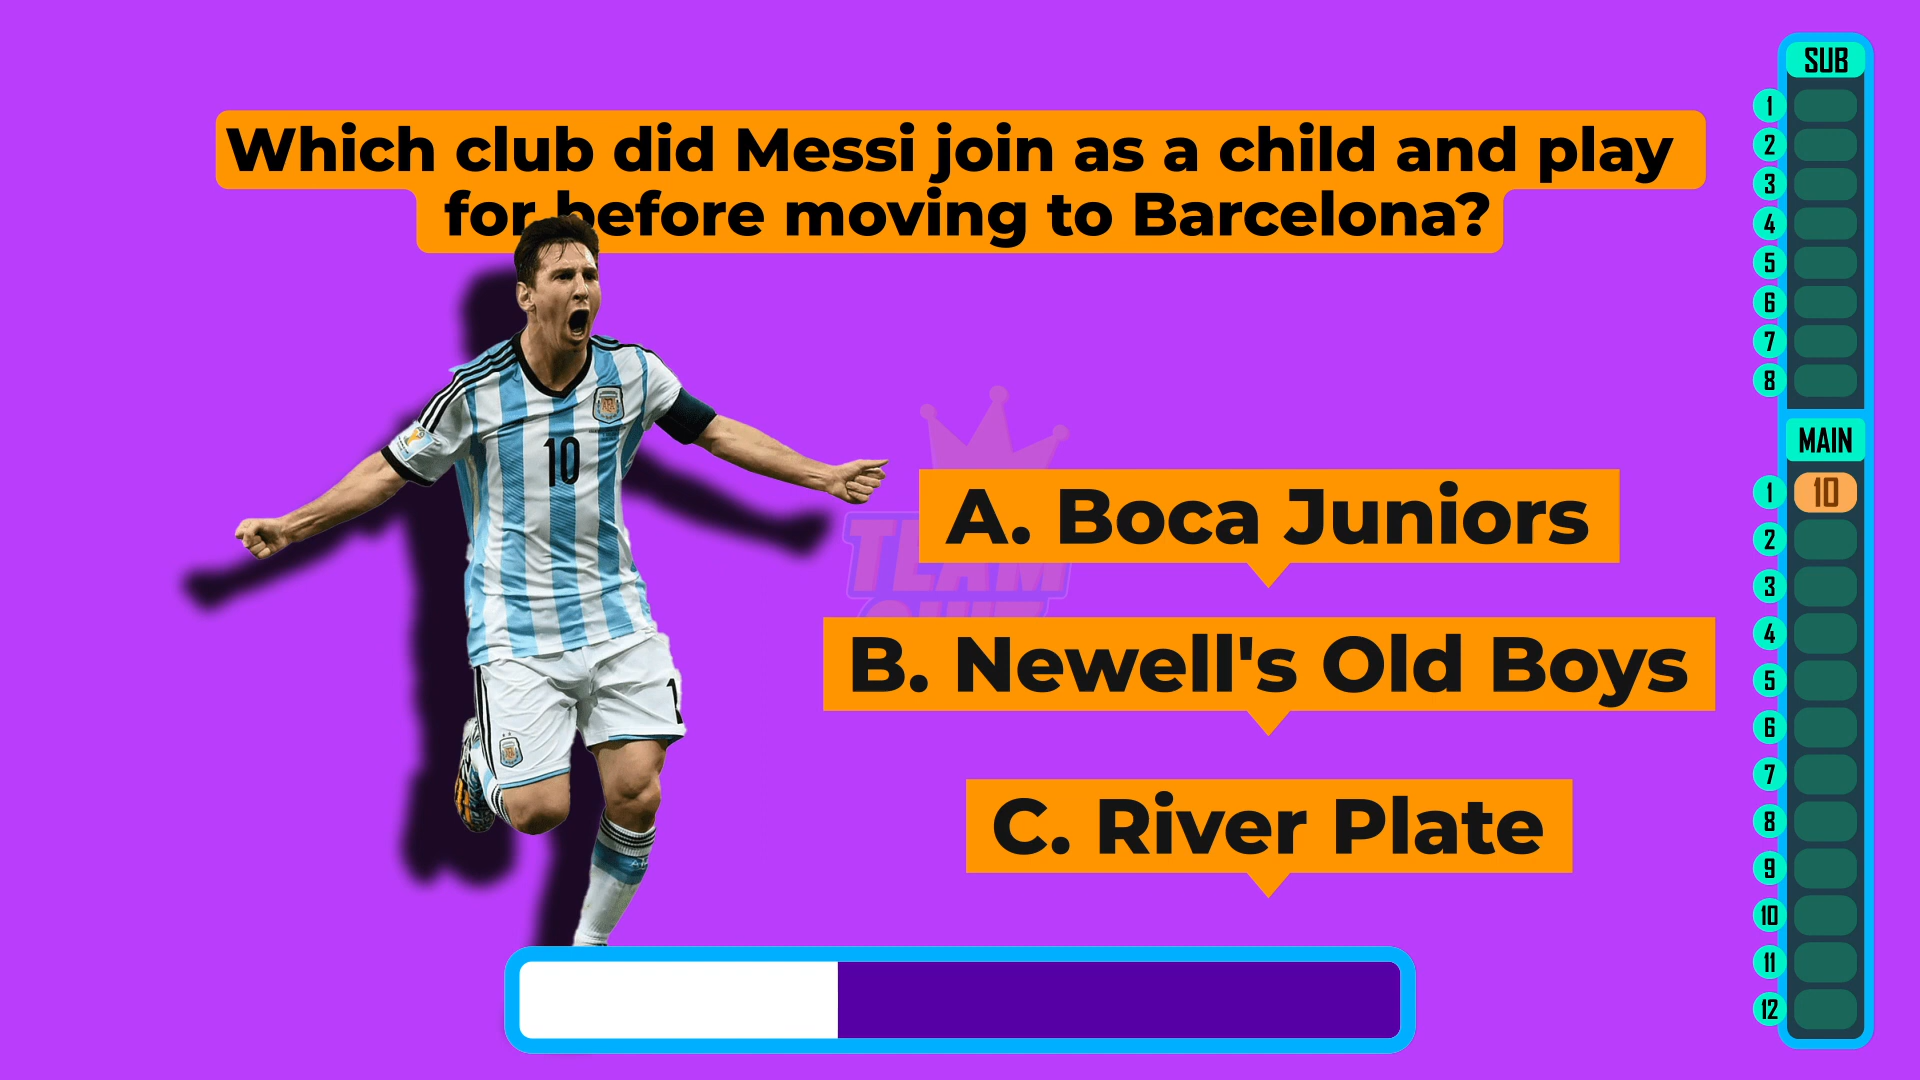 Which club did Messi join as a child and play
for before moving to Barcelona?
A. Boca Juniors
B. Newell's Old Boys
C. River Plate
TEAM
10
SUB
1
2
3
4
5
6
7
8
MAIN
1 10
2
3
4
5
6
7
8
9
10
11
12